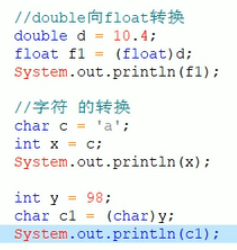 //double向float转换
double d = 10.4;
float f1 = (float)d;
System.out.println(f1);
//字符 的转换
char c = 'a';
int x = c;
System.out.println(x);
int y = 98;
char c1 = (char)y;
System.out.println(c1);